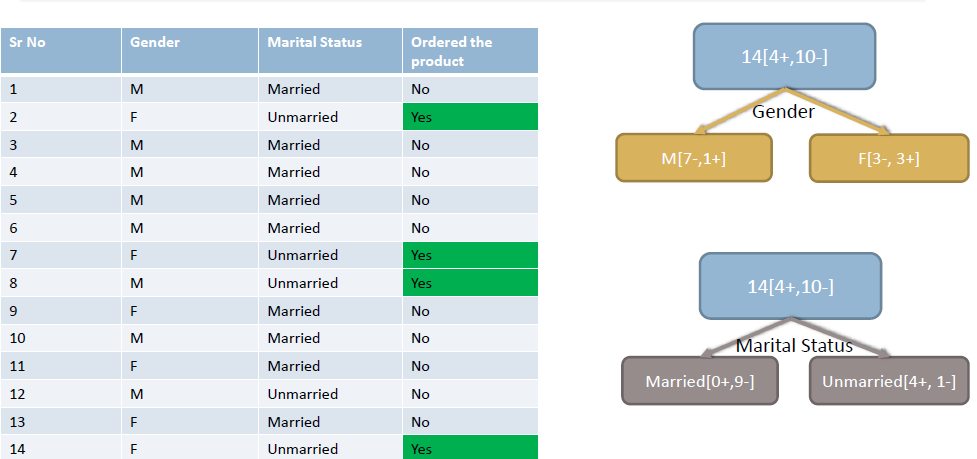 Sr No Gender Marital Status Ordered the
product
1 M Married No
2 F Unmarried Yes
3 M Married No
4 M Married No
5 M Married No
6 M Married No
7 F Unmarried Yes
8 M Unmarried Yes
9 F Married No
10 M Married No
11 F Married No
12 M Unmarried No
13 F Married No
14 F Unmarried Yes
14[4+,10-]
Gender
M[7-,1+] F[3-, 3+]
14[4+,10-]
Marital Status
Married[0+,9-] Unmarried[4+, 1-]